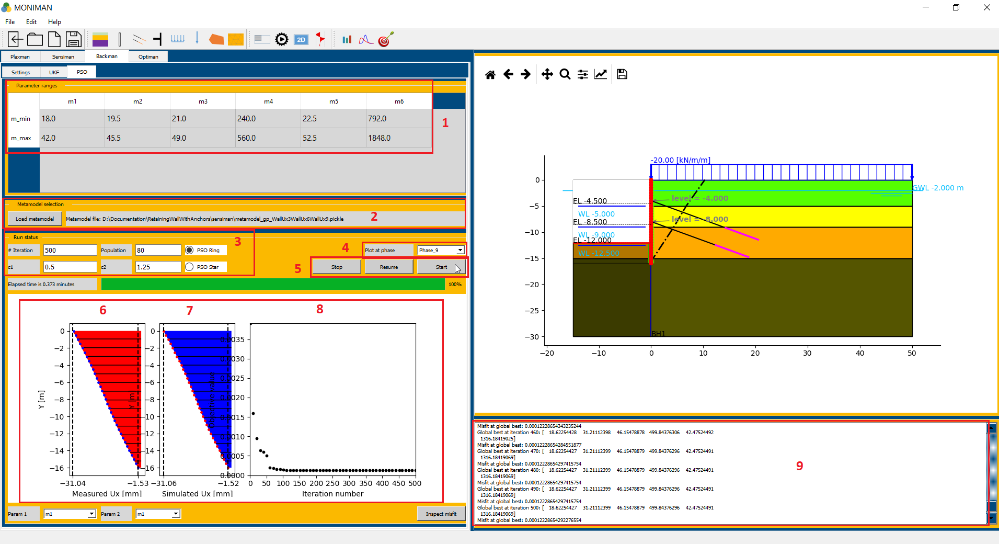 MONIMAN
File Edit Help
2D
Plaxman Sensiman Backman Optiman
Settings UKF PSO
Parameter ranges
m1 m2 m3 m4 m5 m6
m_min 18.0 19.5 21.0 240.0 22.5 792.0
1
m_max 42.0 45.5 49.0 560.0 52.5 1848.0
Metamodel selection
Load metamodel Metamodel file: D:\Documentation\RetainingWallWithAnchors\sensiman\metamodel_gp_WallUx3WallUx6WallUx9.pickle
2
Run status
3
# Iteration 500 Population 80 PSO Ring
4
Plot at phase Phase_9
c1 0.5 c2 1.25 PSO Star
5
Stop Resume Start
Elapsed time is 0.373 minutes 100%
6 7 8
0 −2 −4 −6 −8 −10 −12 −14 −16
Y [m]
−31.04 −1.53
Measured Ux [mm]
0 −2 −4 −6 −8 −10 −12 −14 −16
Y [m]
−31.06 −1.52
Simulated Ux [mm]
0.0035 0.0030 0.0025 0.0020 0.0015 0.0010 0.0005 0.0000
Objective value
0 50 100 150 200 250 300 350 400 450 500
Iteration number
Param 1 m1 Param 2 m1 Inspect misfit
-20.00 [kN/m/m]
GWL -2.000 m
level = -4.000
EL -4.500
WL -5.000
level = -8.000
EL -8.500
WL -9.000
EL -12.000
WL -12.500
BH1
0 −5 −10 −15 −20 −25 −30
−20 −10 0 10 20 30 40 50
Misfit at global best: 0.00012228654343235244
Global best at iteration 460: [ 18.62254428 31.21112398 46.15478878 499.84376306 42.47524492
1316.18419025]
Misfit at global best: 0.00012228654284551877
Global best at iteration 470: [ 18.62254427 31.21112399 46.15478879 499.84376296 42.47524491
1316.18419069]
Misfit at global best: 0.00012228654297415754
Global best at iteration 480: [ 18.62254427 31.21112399 46.15478879 499.84376296 42.47524491
1316.18419069]
Misfit at global best: 0.00012228654297415754
Global best at iteration 490: [ 18.62254427 31.21112399 46.15478879 499.84376296 42.47524491
1316.18419069]
Misfit at global best: 0.00012228654297415754
Global best at iteration 500: [ 18.62254427 31.21112399 46.15478879 499.84376296 42.47524491
1316.18419069]
Misfit at global best: 0.00012228654292276554
9